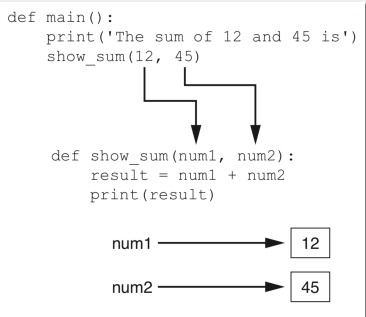 def main():
    print('The sum of 12 and 45 is')
    show_sum(12, 45)
def show_sum(num1, num2):
    result = num1 + num2
    print(result)
num1 12
num2 45